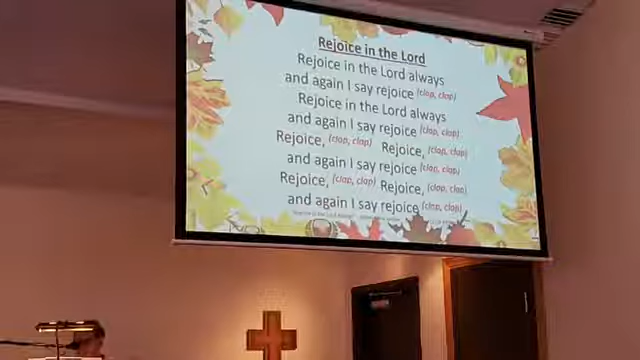 Rejoice in the Lord
Rejoice in the Lord always
and again I say rejoice (clap, clap)
Rejoice in the Lord always
and again I say rejoice (clap, clap)
Rejoice, (clap, clap) Rejoice, (clap, clap)
and again I say rejoice (clap, clap)
Rejoice, (clap, clap) Rejoice, (clap, clap)
and again I say rejoice (clap, clap)